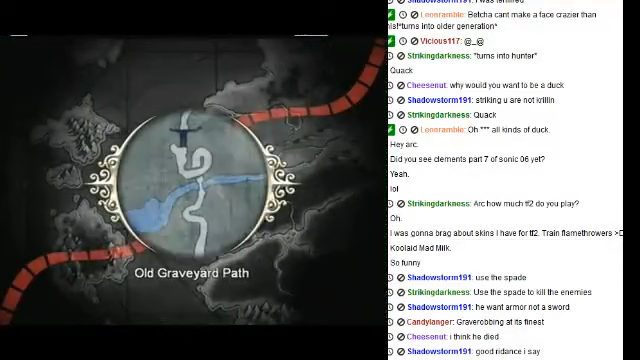 Old Graveyard Path
Shadowstorm191: I was terrified
Leonramble: Betcha cant make a face crazier than
his!*turns into older generation*
Vicious117: @_@
Strikingdarkness: *turns into hunter*
Quack
Cheesenut: why would you want to be a duck
Shadowstorm191: striking u are not krillin
Strikingdarkness: Quack
Leonramble: Oh *** all kinds of duck.
Hey arc.
Did you see clements part 7 of sonic 06 yet?
Yeah.
lol
Strikingdarkness: Arc how much tf2 do you play?
Oh.
I was gonna brag about skins I have for tf2. Train flamethrowers >D
Koolaid Mad Milk.
So funny
Shadowstorm191: use the spade
Strikingdarkness: Use the spade to kill the enemies
Shadowstorm191: he want armor not a sword
Candylanger: Graverobbing at its finest
Cheesenut: i think he died
Shadowstorm191: good ridance i say